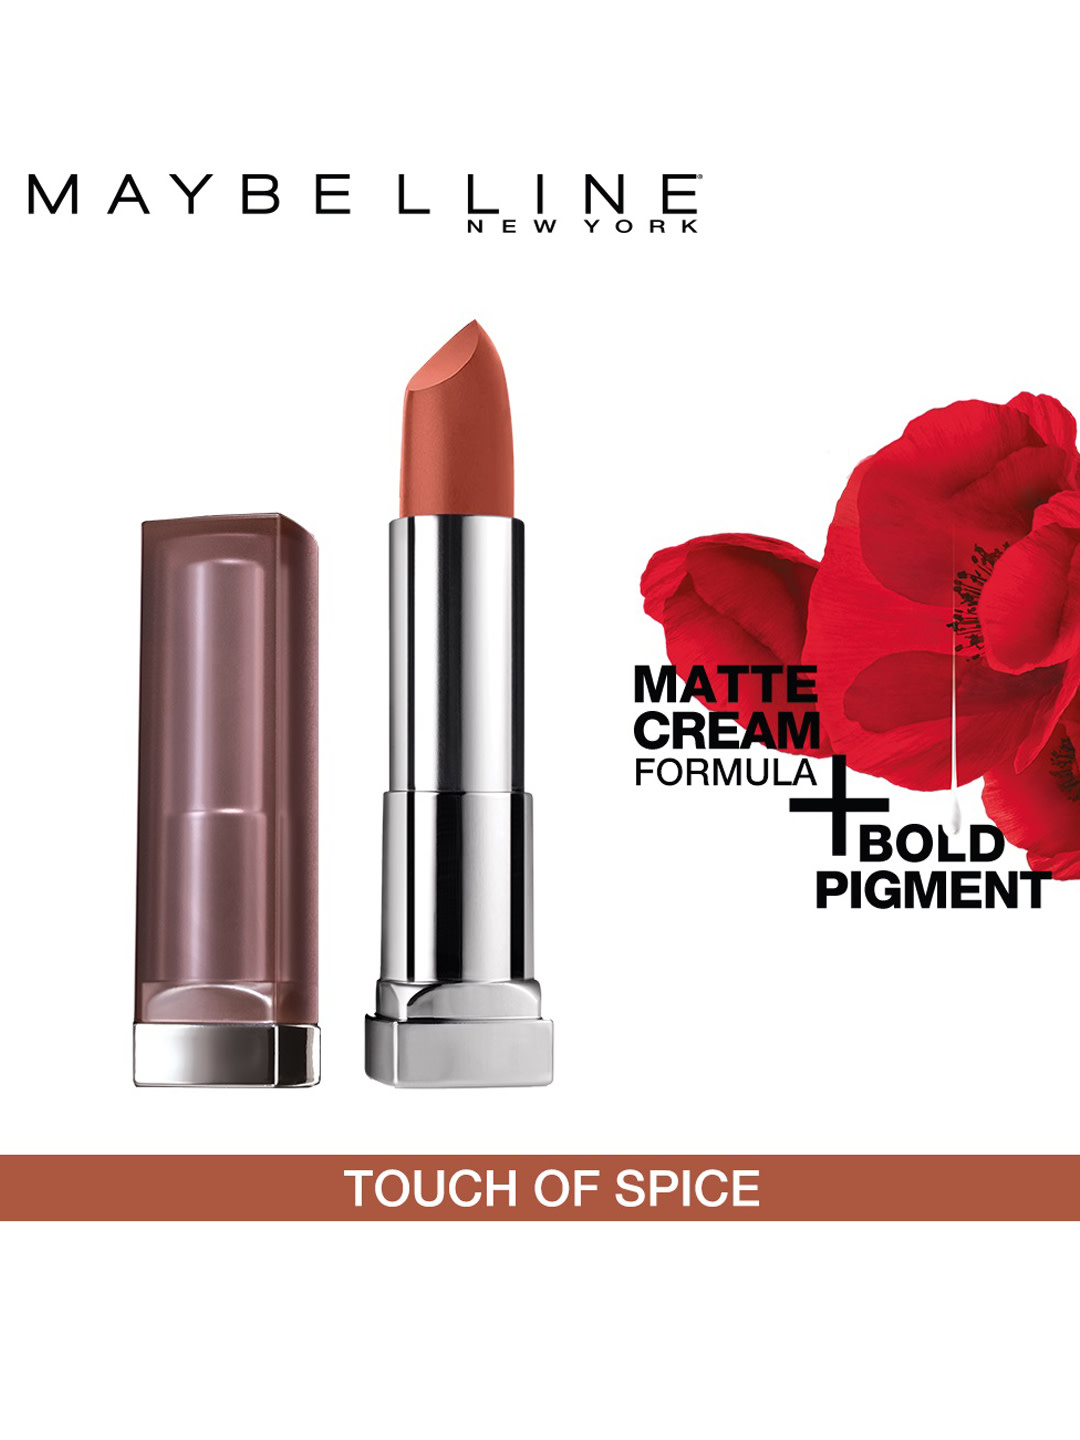 MAYBELLINE®
NEW YORK
MATTE
CREAM
FORMULA
+
BOLD
PIGMENT
TOUCH OF SPICE